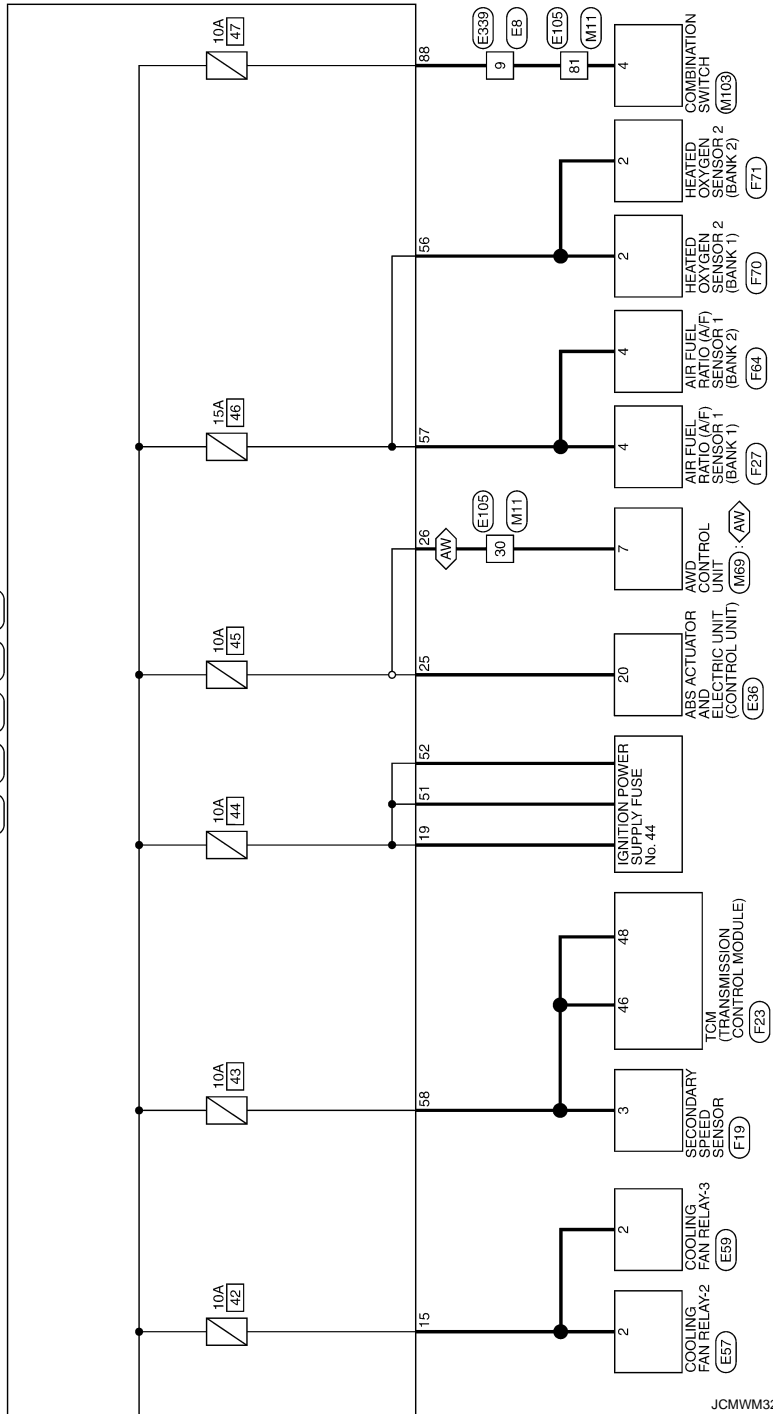 10A
47
88
E339
E8
9
E105
M11
81
4
COMBINATION
SWITCH
M103
2
HEATED
OXYGEN
SENSOR 2
(BANK 2)
F71
56
2
HEATED
OXYGEN
SENSOR 2
(BANK 1)
F70
4
AIR FUEL
RATIO (A/F)
SENSOR 1
(BANK 2)
F64
15A
46
57
4
AIR FUEL
RATIO (A/F)
SENSOR 1
(BANK 1)
F27
26
AW
E105
M11
30
7
AWD
CONTROL
UNIT
M69 : AW
10A
45
25
20
ABS ACTUATOR
AND
ELECTRIC UNIT
(CONTROL UNIT)
E36
10A
44
52
51
19
IGNITION POWER
SUPPLY FUSE
No. 44
48
46
TCM
(TRANSMISSION
CONTROL MODULE)
F23
10A
43
58
3
SECONDARY
SPEED
SENSOR
F19
2
COOLING
FAN RELAY-3
E59
10A
42
15
2
COOLING
FAN RELAY-2
E57
JCMWM32